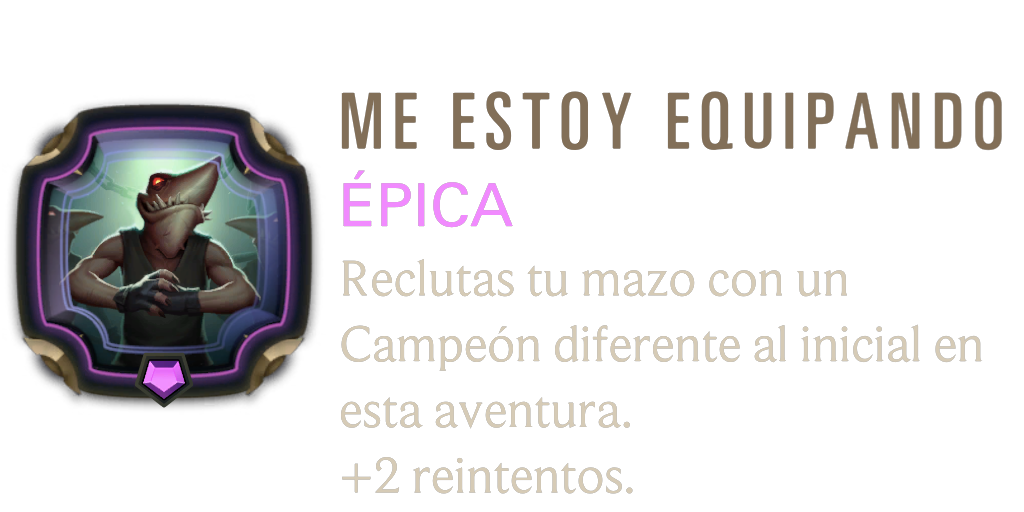 ME ESTOY EQUIPANDO
ÉPICA
Reclutas tu mazo con un
Campeón diferente al inicial en
esta aventura.
+2 reintentos.